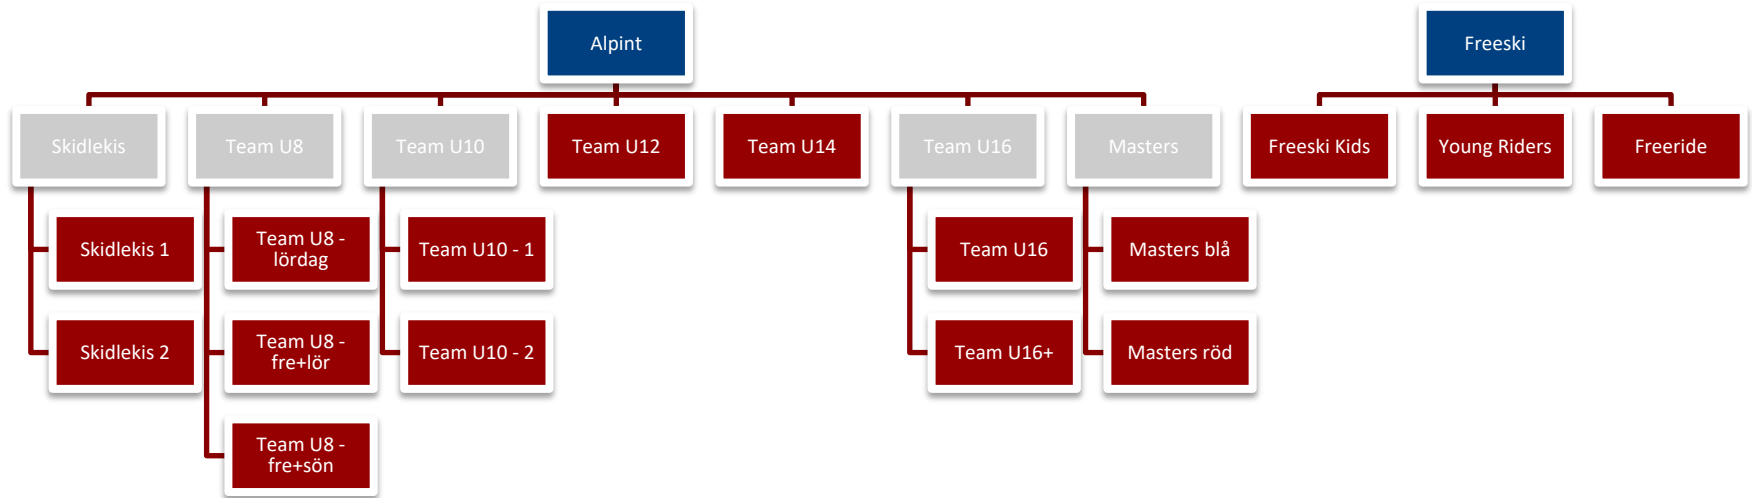 Alpint
Freeski
Skidlekis
Team U8
Team U10
Team U12
Team U14
Team U16
Masters
Freeski Kids
Young Riders
Freeride
Skidlekis 1
Team U8 -
lördag
Team U10 - 1
Team U16
Masters blå
Skidlekis 2
Team U8 -
fre+lör
Team U10 - 2
Team U16+
Masters röd
Team U8 -
fre+sön